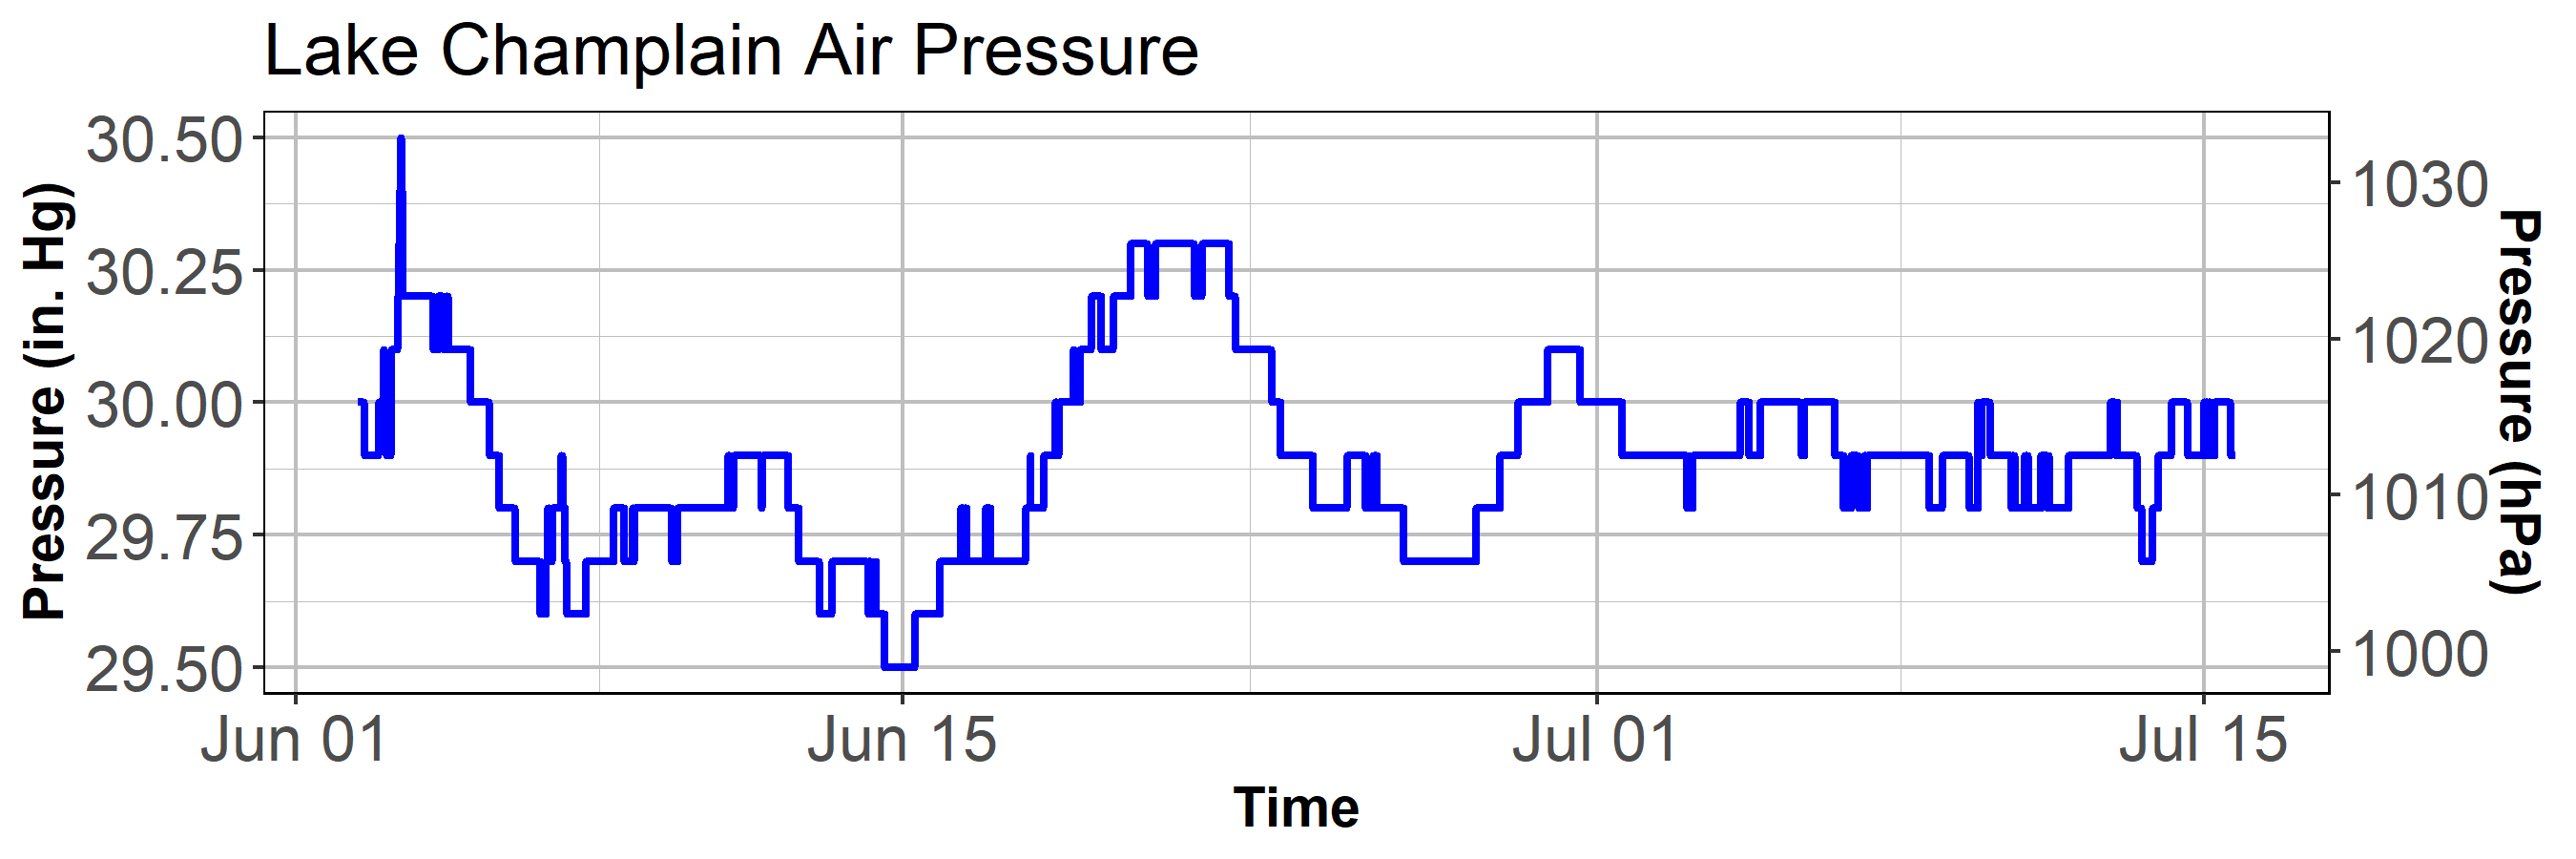 Lake Champlain Air Pressure
Pressure (in. Hg)
30.50
30.25
30.00
29.75
29.50
1030
1020
1010
1000
Pressure (hPa)
Jun 01
Jun 15
Jul 01
Jul 15
Time